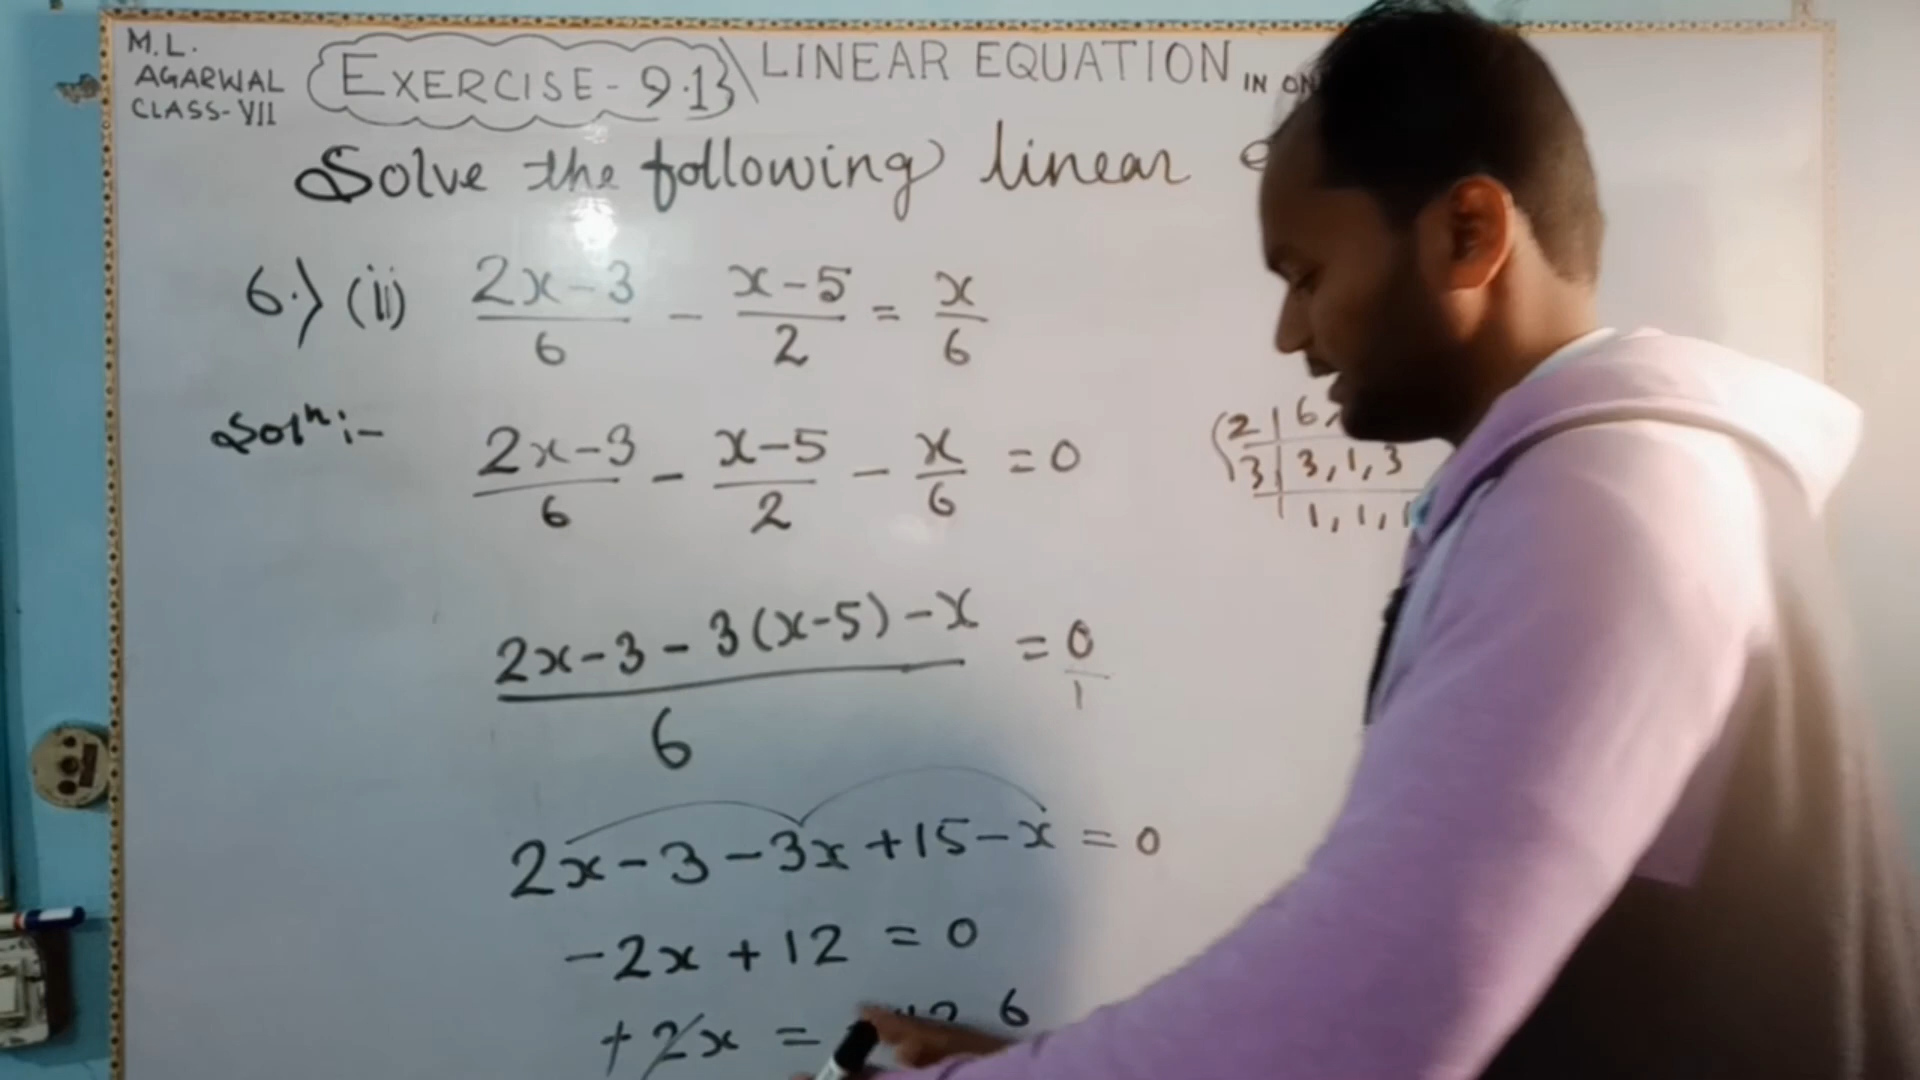 M.L.
AGARWAL
CLASS-VII
EXERCISE-9.1
LINEAR EQUATION IN
Solve the following linear
6.) (ii) (2x-3)/6 - (x-5)/2 = x/6
Solⁿ:- (2x-3)/6 - (x-5)/2 - x/6 = 0
2 | 6,
3 | 3, 1, 3
1, 1, 1
(2x-3-3(x-5)-x)/6 = 0/1
2x-3-3x+15-x = 0
-2x+12 = 0
+2x = 6